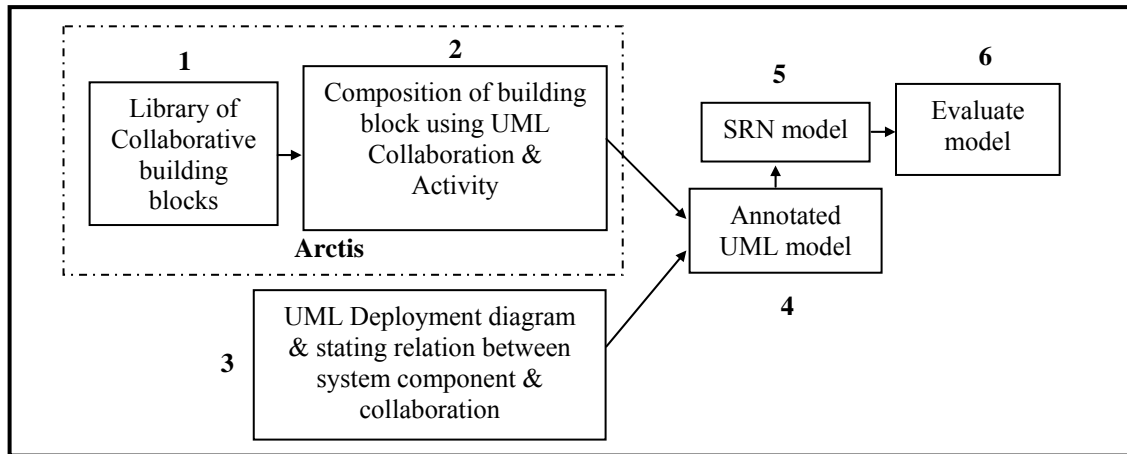 1
Library of
Collaborative
building
blocks
2
Composition of building
block using UML
Collaboration &
Activity
Arctis
3
UML Deployment diagram
& stating relation between
system component &
collaboration
4
Annotated
UML model
5
SRN model
6
Evaluate
model